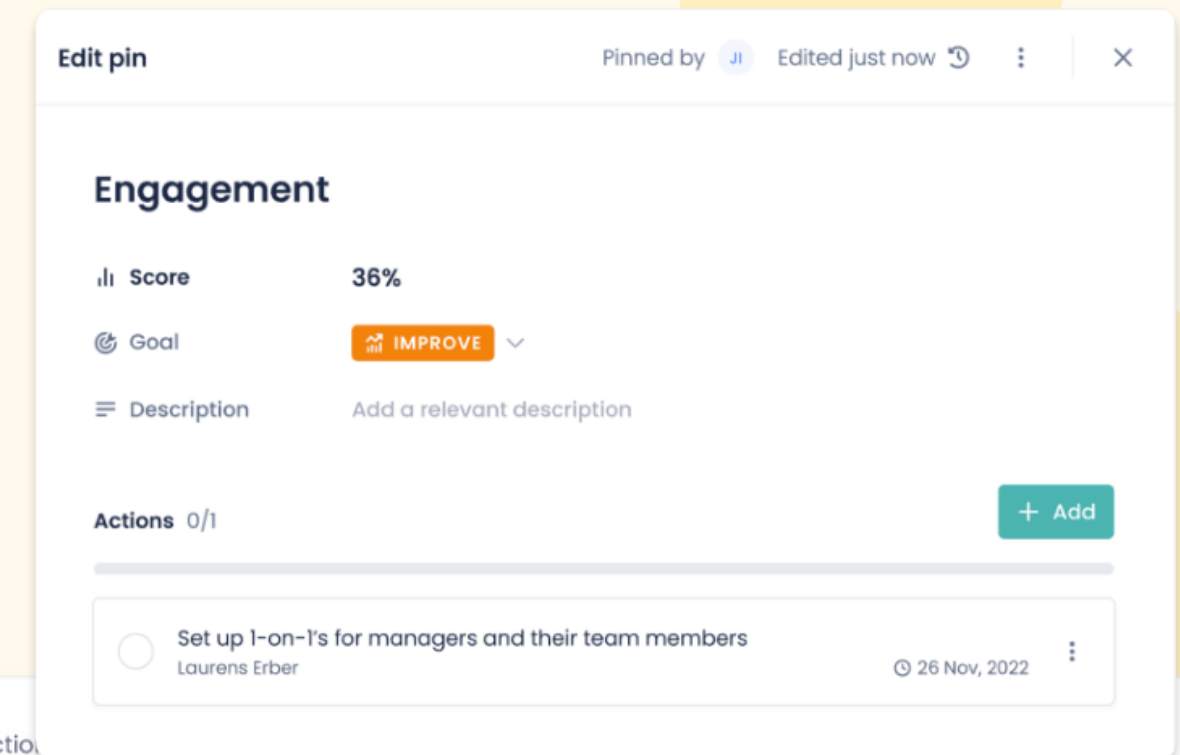 Edit pin
Pinned by JI Edited just now
Engagement
Score 36%
Goal IMPROVE
Description Add a relevant description
Actions 0/1
+ Add
Set up 1-on-1's for managers and their team members
Laurens Erber
26 Nov, 2022